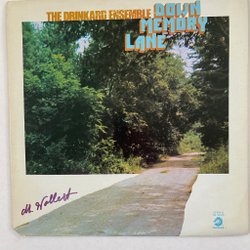 THE DRINKARD ENSEMBLE DOWN
MEMORY
LANE